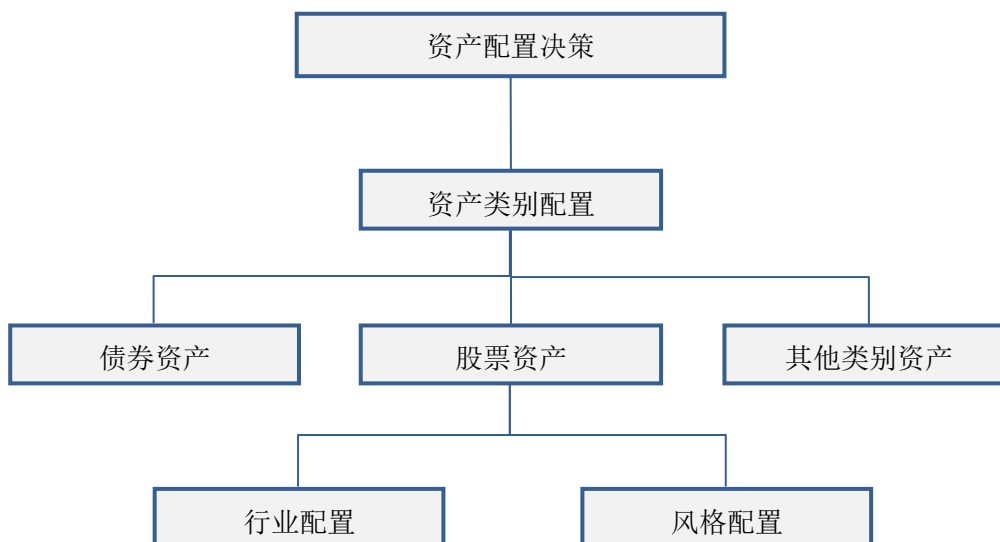 资产配置决策
资产类别配置
债券资产
股票资产
其他类别资产
行业配置
风格配置